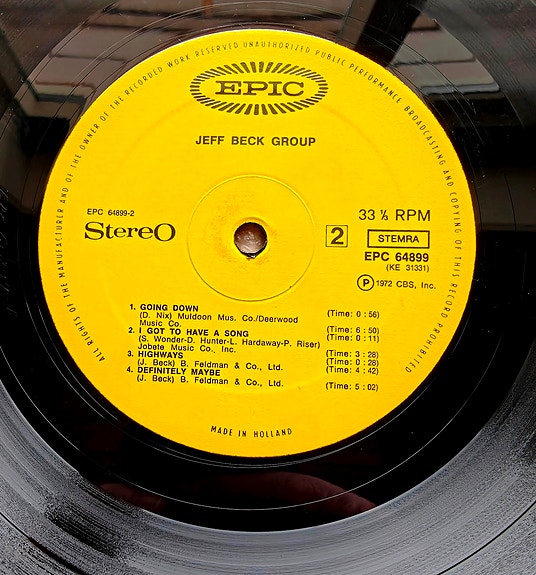 ALL RIGHTS OF THE MANUFACTURER AND OF THE OWNER OF THE RECORDED WORK RESERVED UNAUTHORIZED PUBLIC PERFORMANCE BROADCASTING AND COPYING OF THIS RECORD PROHIBITED
EPIC
JEFF BECK GROUP
EPC 64899-2
Stereo
2
33 ⅓ RPM
STEMRA
EPC 64899
(KE 31331)
Ⓟ 1972 CBS, Inc.
1. GOING DOWN (Time: 0 : 56)
(D. Nix) Muldoon Mus. Co./Deerwood
Music Co. (Time: 6 : 50)
2. I GOT TO HAVE A SONG (Time: 0 : 11)
(S. Wonder-D. Hunter-L. Hardaway-P. Riser)
Jobete Music Co., Inc. (Time: 3 : 28)
3. HIGHWAYS (Time: 0 : 28)
(J. Beck) B. Feldman & Co., Ltd. (Time: 4 : 42)
4. DEFINITELY MAYBE
(J. Beck) B. Feldman & Co., Ltd. (Time: 5 : 02)
MADE IN HOLLAND